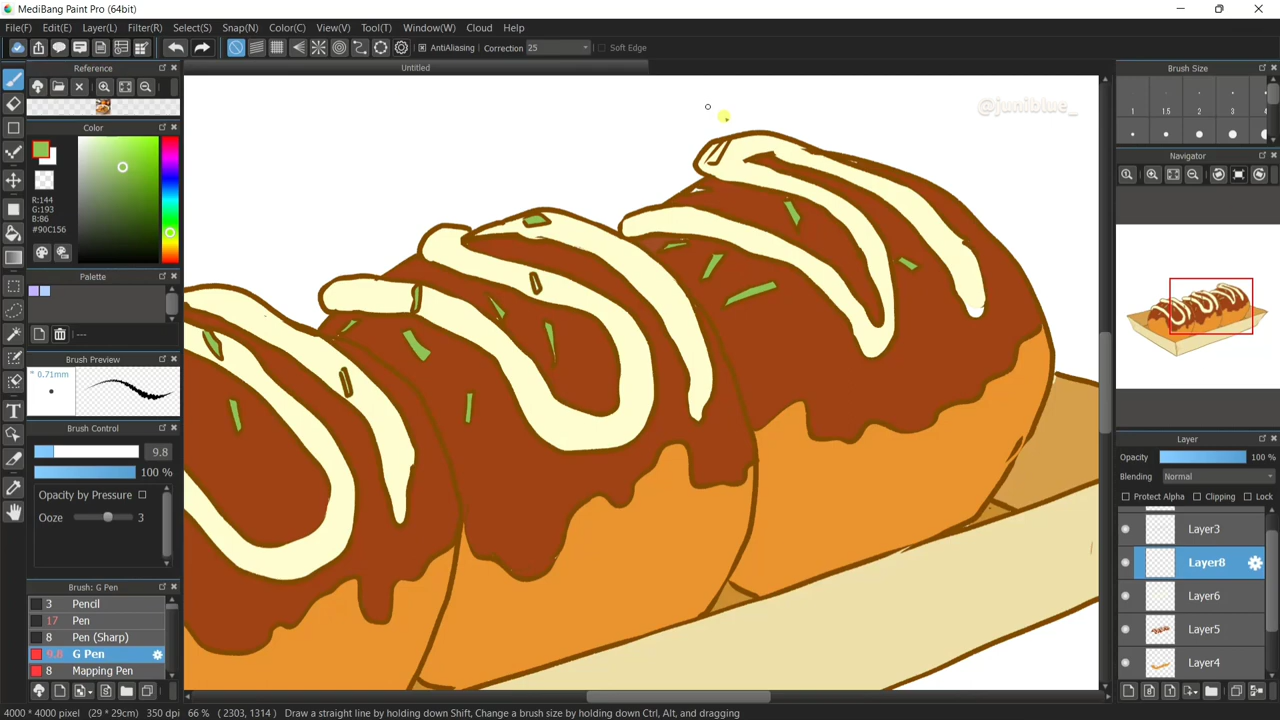 MediBang Paint Pro (64bit)
File(F) Edit(E) Layer(L) Filter(R) Select(S) Snap(N) Color(C) View(V) Tool(T) Window(W) Cloud Help
AntiAliasing Correction 25 Soft Edge
Reference
Untitled
Brush Size
1 1.5 2 3 4
@juniblue_
Color
R:144
G:193
B:86
#90C156
Navigator
Palette
---
Brush Preview
0.71mm
Brush Control
9.8
100 %
Opacity by Pressure
Ooze 3
Layer
Opacity 100 %
Blending Normal
Protect Alpha Clipping Lock
Layer3
Layer8
Layer6
Layer5
Layer4
Brush: G Pen
3 Pencil
17 Pen
8 Pen (Sharp)
9.8 G Pen
8 Mapping Pen
4000 * 4000 pixel (29 * 29cm) 350 dpi 66 % ( 2303, 1314 ) Draw a straight line by holding down Shift, Change a brush size by holding down Ctrl, Alt, and dragging